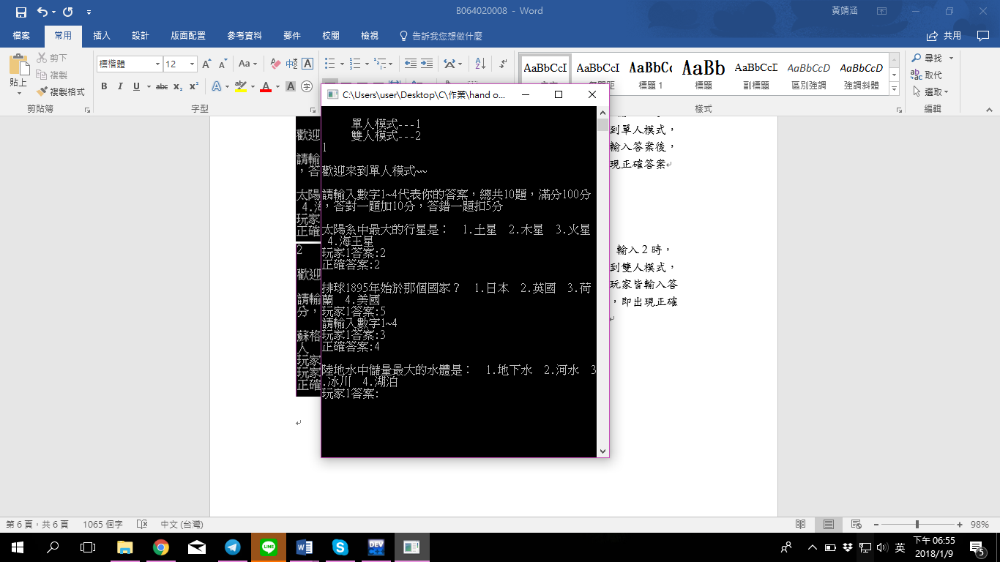 B064020008 - Word
黃靖涵
檔案 常用 插入 設計 版面配置 參考資料 郵件 校閱 檢視 告訴我您想做什麼 共用
貼上
剪下
複製
複製格式
剪貼簿
標楷體 12
字型
AaBbCcI AaBbCcI AaBbCc AaBb AaBbCcD AaBbCcD AaBbCcD
標題 1 標題 副標題 區別強調 強調斜體
樣式
尋找
取代
選取
編輯
C:\Users\user\Desktop\C\作業\hand o...
單人模式---1
雙人模式---2
1
歡迎來到單人模式~~
請輸入數字1~4代表你的答案，總共10題，滿分100分
，答對一題加10分，答錯一題扣5分
太陽系中最大的行星是： 1.土星 2.木星 3.火星
4.海王星
玩家1答案:2
正確答案:2
排球1895年始於那個國家？ 1.日本 2.英國 3.荷
蘭 4.美國
玩家1答案:5
請輸入數字1~4
玩家1答案:3
正確答案:4
陸地水中儲量最大的水體是： 1.地下水 2.河水 3
.冰川 4.湖泊
玩家1答案:
歡迎
請輸
，答
太陽
4.海
玩家
正確
2
歡迎
請輸
分，
蘇格
人
玩家
玩家
正確
到單人模式，
輸入答案後，
現正確答案
輸入 2 時，
到雙人模式，
玩家皆輸入答
，即出現正確
第 6 頁，共 6 頁 1065 個字 中文 (台灣) 98%
英
下午 06:55
2018/1/9
5